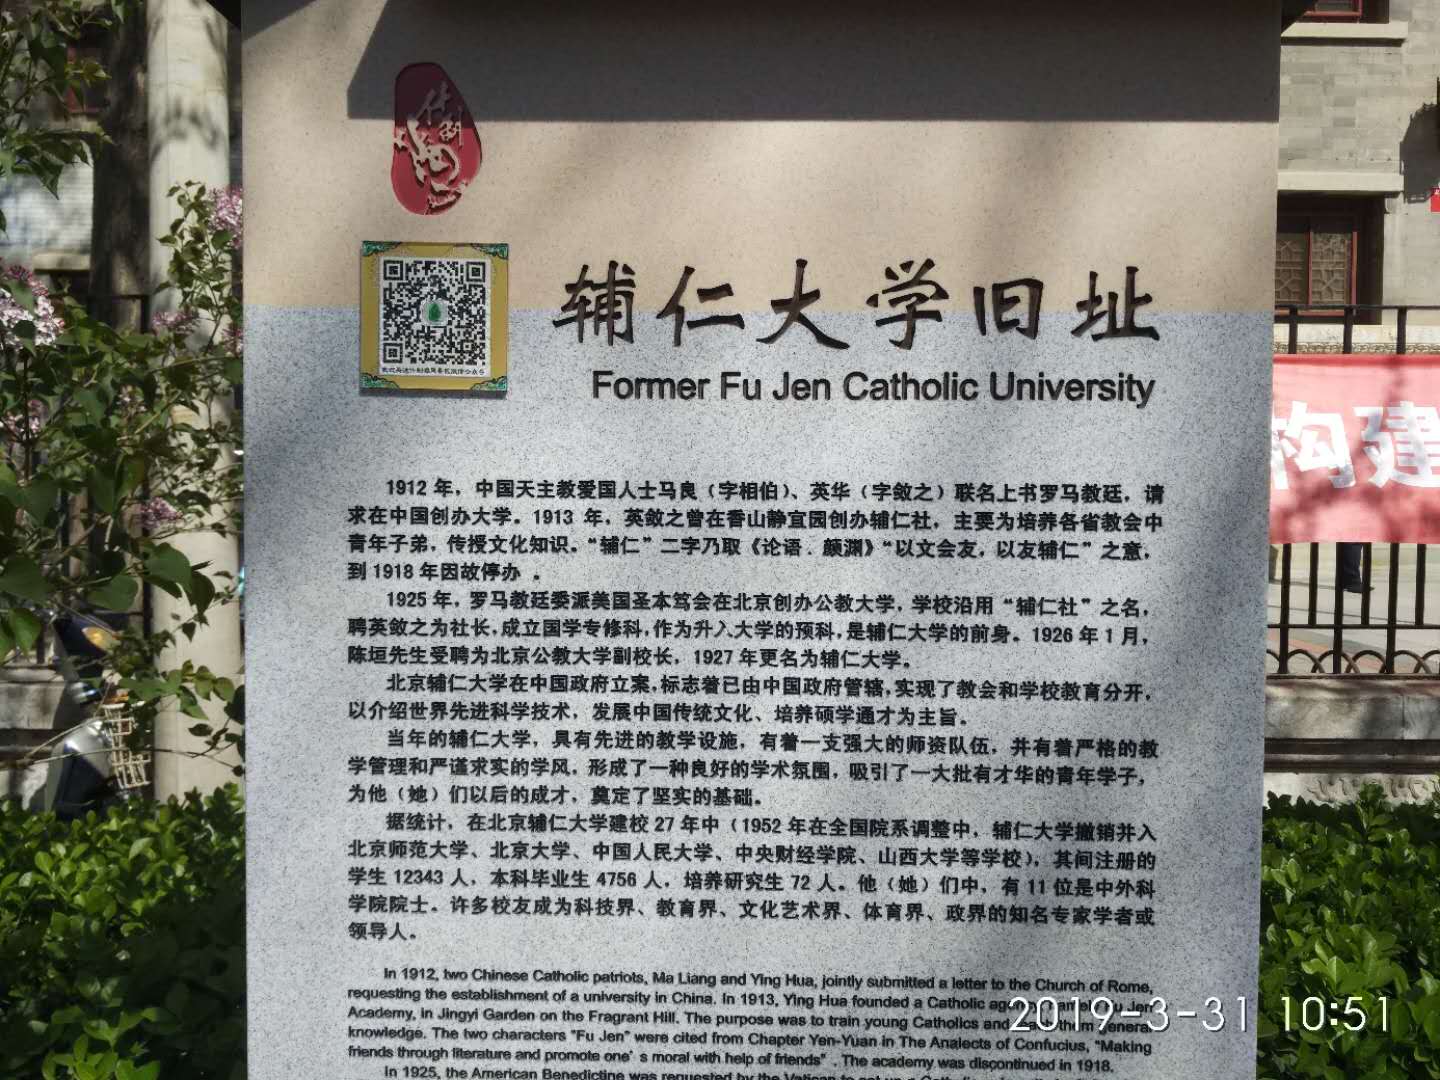 什刹海
辅仁大学旧址
Former Fu Jen Catholic University
1912 年，中国天主教爱国人士马良（字相伯）、英华（字敛之）联名上书罗马教廷，请
求在中国创办大学。1913 年，英敛之曾在香山静宜园创办辅仁社，主要为培养各省教会中
青年子弟，传授文化知识。“辅仁”二字乃取《论语．颜渊》“以文会友，以友辅仁”之意，
到 1918 年因故停办 。
1925 年，罗马教廷委派美国圣本笃会在北京创办公教大学，学校沿用“辅仁社”之名，
聘英敛之为社长，成立国学专修科，作为升入大学的预科，是辅仁大学的前身。1926 年 1 月，
陈垣先生受聘为北京公教大学副校长，1927 年更名为辅仁大学。
北京辅仁大学在中国政府立案，标志着已由中国政府管辖，实现了教会和学校教育分开，
以介绍世界先进科学技术，发展中国传统文化、培养硕学通才为主旨。
当年的辅仁大学，具有先进的教学设施，有着一支强大的师资队伍，并有着严格的教
学管理和严谨求实的学风，形成了一种良好的学术氛围，吸引了一大批有才华的青年学子，
为他（她）们以后的成才，奠定了坚实的基础。
据统计，在北京辅仁大学建校 27 年中（1952 年在全国院系调整中，辅仁大学撤销并入
北京师范大学、北京大学、中国人民大学、中央财经学院、山西大学等学校），其间注册的
学生 12343 人，本科毕业生 4756 人，培养研究生 72 人。他（她）们中，有 11 位是中外科
学院院士。许多校友成为科技界、教育界、文化艺术界、体育界、政界的知名专家学者或
领导人。
In 1912, two Chinese Catholic patriots, Ma Liang and Ying Hua, jointly submitted a letter to the Church of Rome,
requesting the establishment of a university in China. In 1913, Ying Hua founded a Catholic Jen
Academy, in Jingyi Garden on the Fragrant Hill. The purpose was to train young Catholics and general
knowledge. The two characters "Fu Jen" were cited from Chapter Yen-Yuan in The Analects of Confucius, "Making
friends through literature and promote one's moral with help of friends". The academy was discontinued in 1918.
In 1925, the American Benedictine was requested by the Vatican to set up a Catholic
构建
2019-3-31 10:51